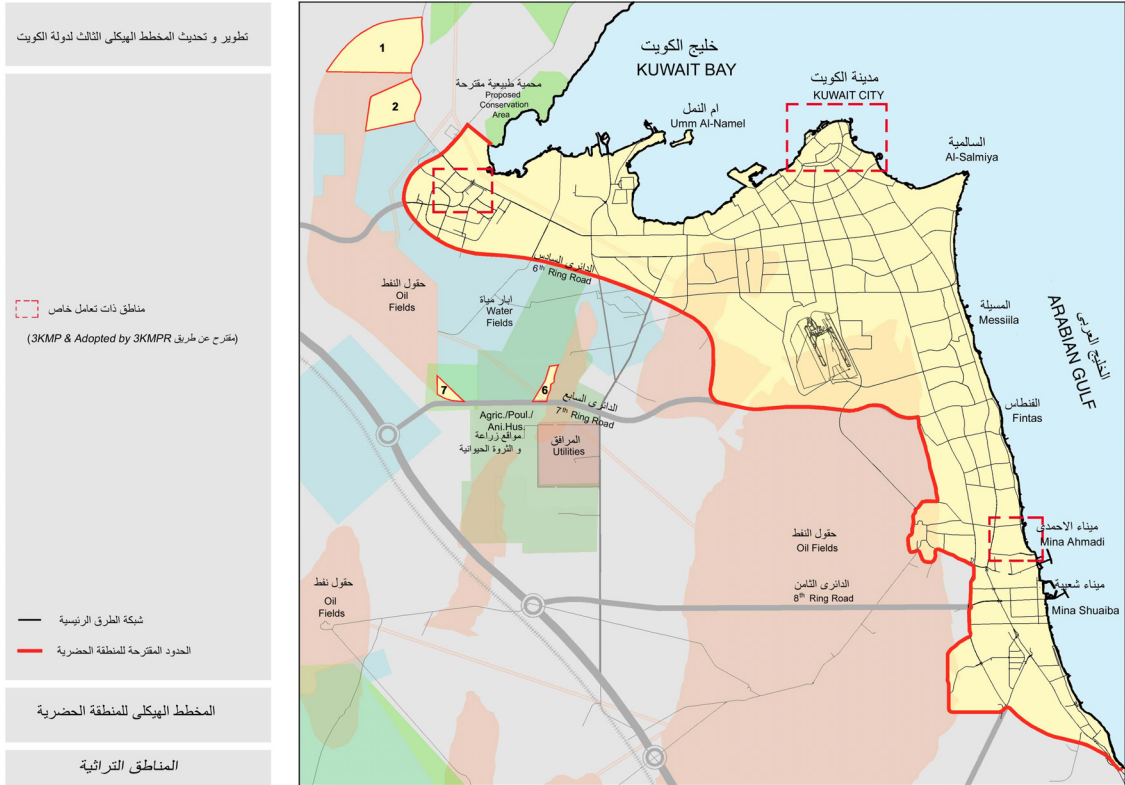 تطوير و تحديث المخطط الهيكلى الثالث لدولة الكويت
مناطق ذات تعامل خاص
(مقترح عن طريق 3KMP & Adopted by 3KMPR)
شبكة الطرق الرئيسية
الحدود المقترحة للمنطقة الحضرية
المخطط الهيكلى للمنطقة الحضرية
المناطق التراثية
1
2
محمية طبيعية مقترحة
Proposed
Conservation
Area
خليج الكويت
KUWAIT BAY
ام النمل
Umm Al-Namel
مدينة الكويت
KUWAIT CITY
السالمية
Al-Salmiya
الدائرى السادس
6th Ring Road
حقول النفط
Oil
Fields
ابار مياة
Water
Fields
المسيلة
Messiila
الخليج العربى
ARABIAN GULF
7
6
الدائرى السابع
7th Ring Road
Agric./Poul./
Ani.Hus.
مواقع زراعة
و الثروة الحيوانية
المرافق
Utilities
الفنطاس
Fintas
حقول النفط
Oil Fields
ميناء الاحمدى
Mina Ahmadi
حقول نفط
Oil
Fields
الدائرى الثامن
8th Ring Road
ميناء شعيبة
Mina Shuaiba